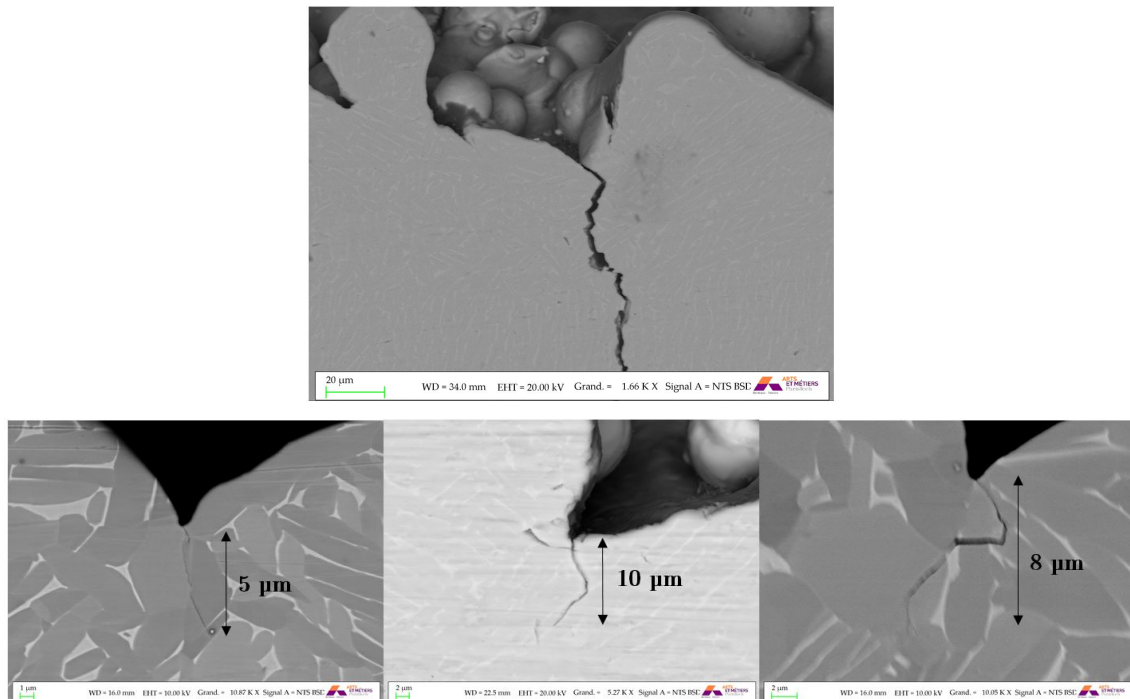 20 µm
WD = 34.0 mm EHT = 20.00 kV Grand. = 1.66 K X Signal A = NTS BSD
ARTS
ET MÉTIERS
ParisTech
5 µm
10 µm
8 µm
1 µm
WD = 16.0 mm EHT = 10.00 kV Grand. = 10.87 K X Signal A = NTS BSD
2 µm
WD = 22.5 mm EHT = 20.00 kV Grand. = 5.27 K X Signal A = NTS BSD
2 µm
WD = 16.0 mm EHT = 10.00 kV Grand. = 10.05 K X Signal A = NTS BSD